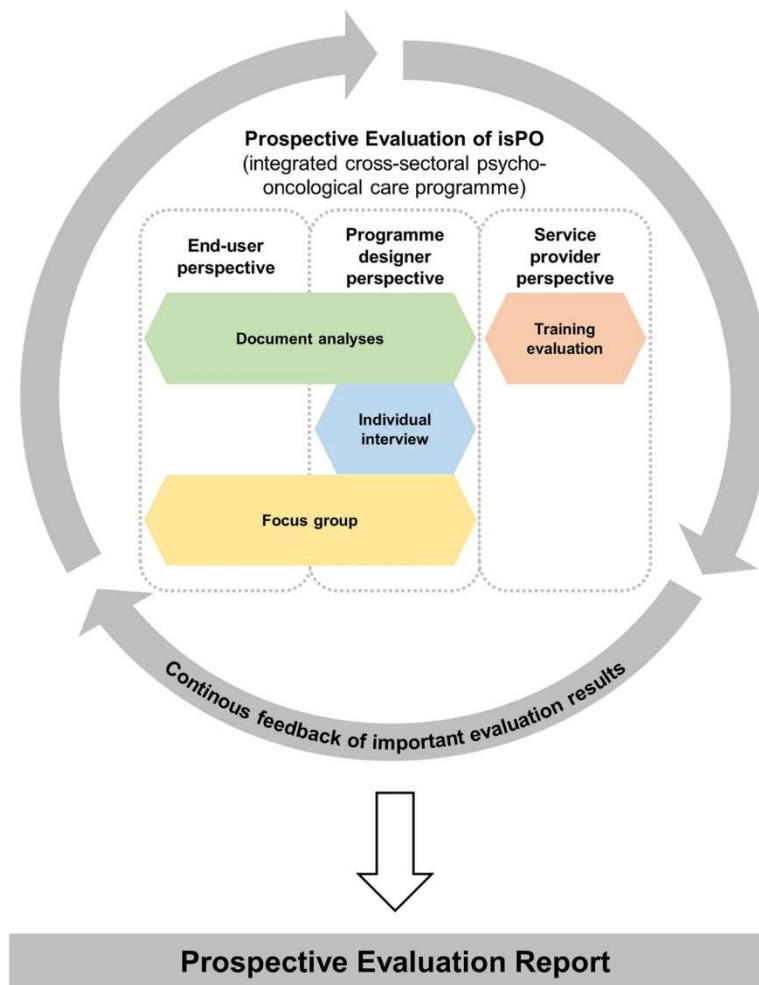 Prospective Evaluation of isPO
(integrated cross-sectoral psycho-
oncological care programme)
End-user
perspective
Programme
designer
perspective
Service
provider
perspective
Document analyses
Training
evaluation
Individual
interview
Focus group
Continous feedback of important evaluation results
Prospective Evaluation Report